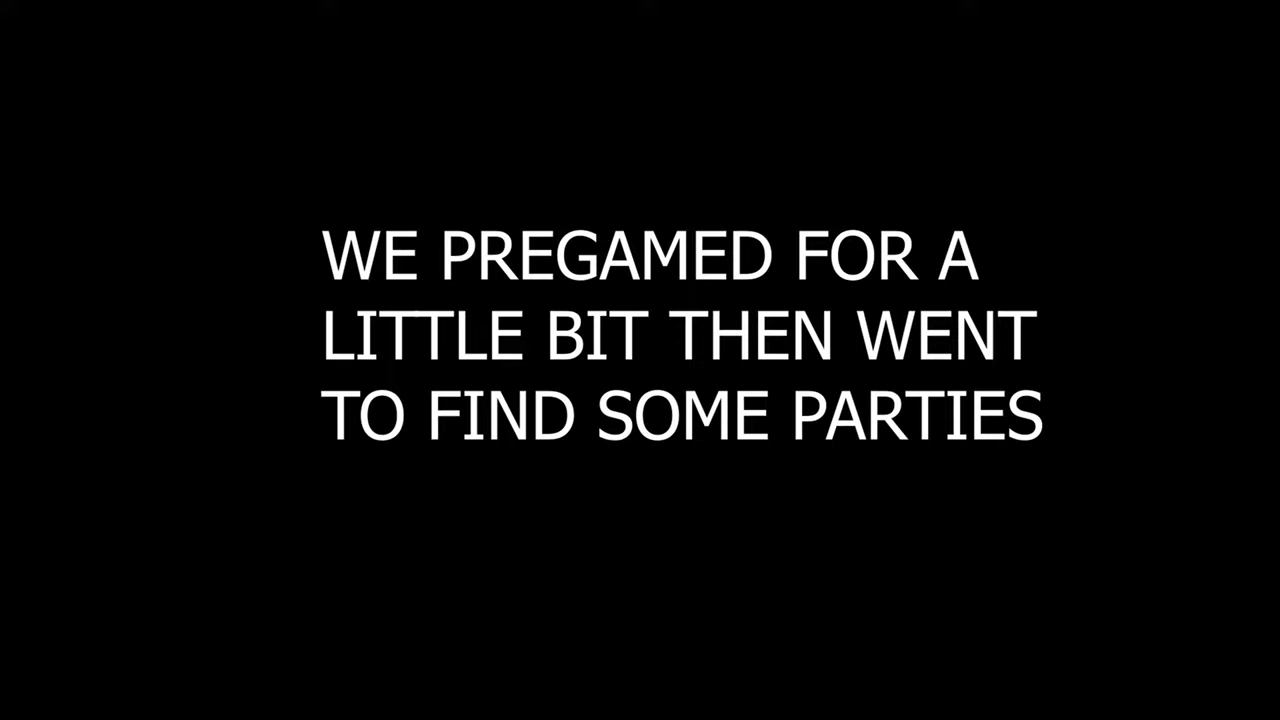 WE PREGAMED FOR A
LITTLE BIT THEN WENT
TO FIND SOME PARTIES